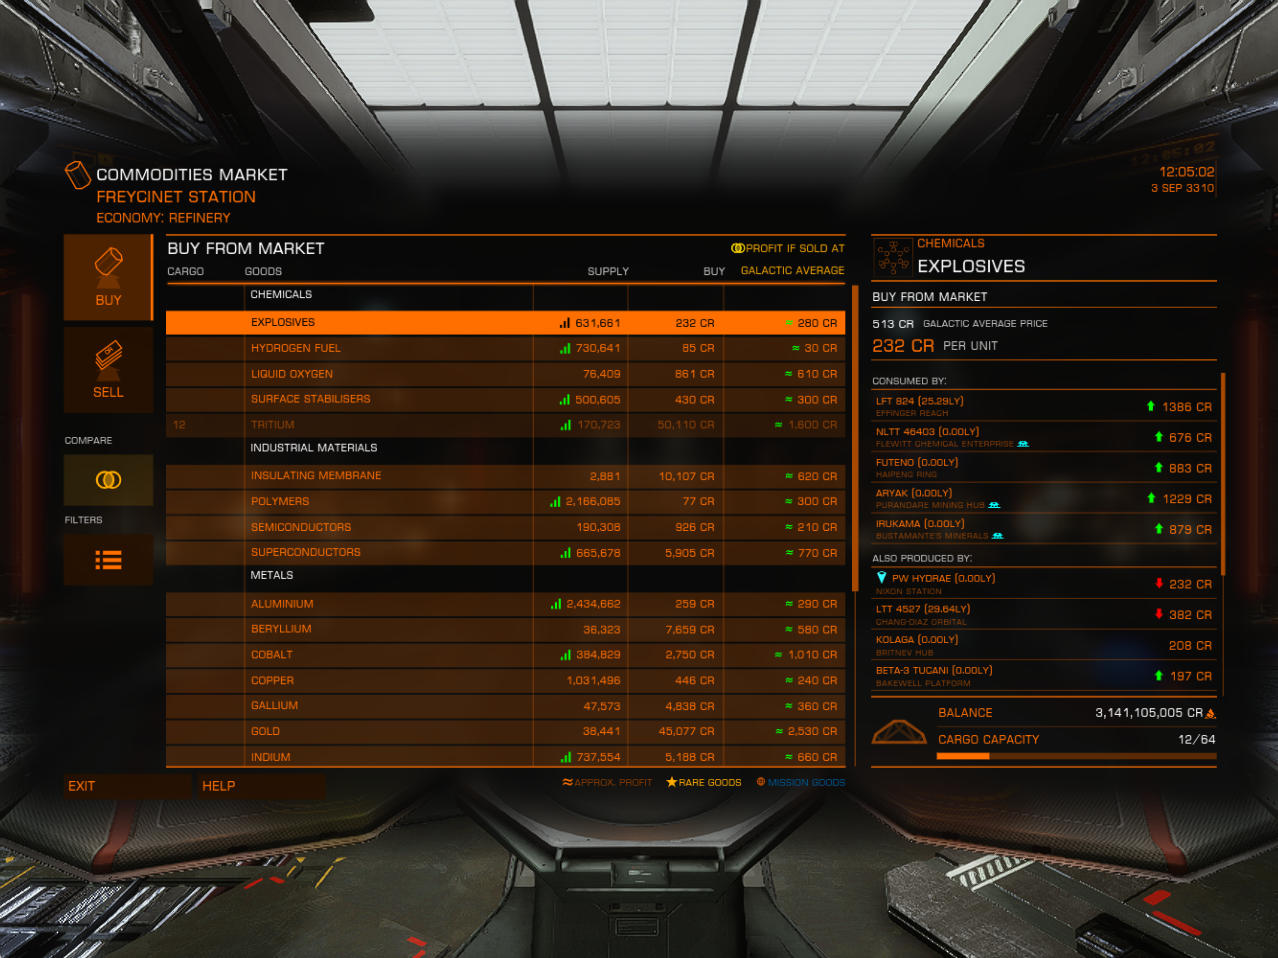 COMMODITIES MARKET
FREYCINET STATION
ECONOMY: REFINERY
12:05:02
12:05:02
3 SEP 3310
BUY
SELL
COMPARE
FILTERS
BUY FROM MARKET
PROFIT IF SOLD AT
CARGO GOODS SUPPLY BUY GALACTIC AVERAGE
CHEMICALS
EXPLOSIVES 631,661 232 CR ≈ 280 CR
HYDROGEN FUEL 730,641 85 CR ≈ 30 CR
LIQUID OXYGEN 76,409 861 CR ≈ 610 CR
SURFACE STABILISERS 500,605 430 CR ≈ 300 CR
12 TRITIUM 170,723 50,110 CR ≈ 1,600 CR
INDUSTRIAL MATERIALS
INSULATING MEMBRANE 2,881 10,107 CR ≈ 620 CR
POLYMERS 2,166,085 77 CR ≈ 300 CR
SEMICONDUCTORS 190,308 926 CR ≈ 210 CR
SUPERCONDUCTORS 665,678 5,905 CR ≈ 770 CR
METALS
ALUMINIUM 2,434,662 259 CR ≈ 290 CR
BERYLLIUM 36,323 7,659 CR ≈ 580 CR
COBALT 384,829 2,750 CR ≈ 1,010 CR
COPPER 1,031,496 446 CR ≈ 240 CR
GALLIUM 47,573 4,838 CR ≈ 360 CR
GOLD 38,441 45,077 CR ≈ 2,530 CR
INDIUM 737,554 5,188 CR ≈ 660 CR
≈ APPROX. PROFIT RARE GOODS MISSION GOODS
EXIT HELP
CHEMICALS
EXPLOSIVES
BUY FROM MARKET
513 CR GALACTIC AVERAGE PRICE
232 CR PER UNIT
CONSUMED BY:
LFT 824 (25.29LY) 1386 CR
EFFINGER REACH
NLTT 46403 (0.00LY) 676 CR
FLEWITT CHEMICAL ENTERPRISE
FUTENO (0.00LY) 883 CR
HAIPENG RING
ARYAK (0.00LY) 1229 CR
PURANDARE MINING HUB
IRUKAMA (0.00LY) 879 CR
BUSTAMANTE'S MINERALS
ALSO PRODUCED BY:
PW HYDRAE (0.00LY) 232 CR
NIXON STATION
LTT 4527 (29.64LY) 382 CR
CHANG-DIAZ ORBITAL
KOLAGA (0.00LY) 208 CR
BRITNEV HUB
BETA-3 TUCANI (0.00LY) 197 CR
BAKEWELL PLATFORM
BALANCE 3,141,105,005 CR
CARGO CAPACITY 12/64